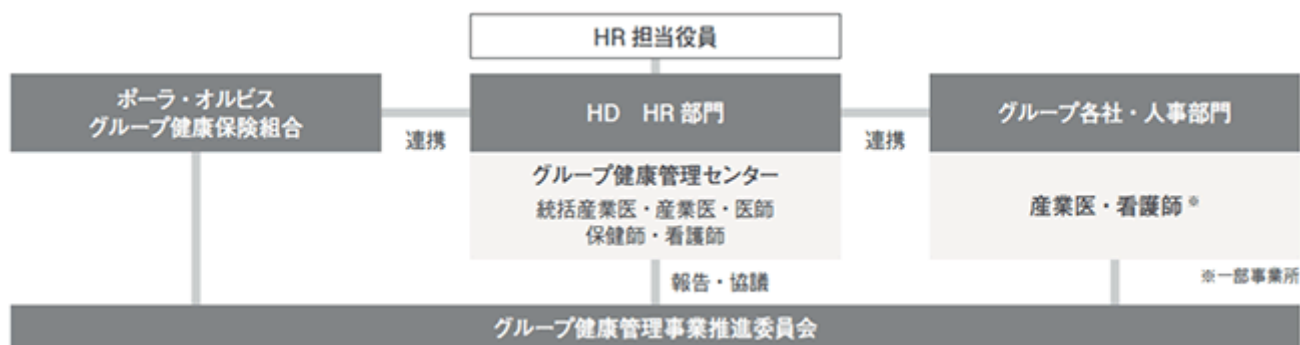 HR 担当役員
ポーラ・オルビス
グループ健康保険組合
連携
HD　HR 部門
連携
グループ各社・人事部門
グループ健康管理センター
統括産業医・産業医・医師
保健師・看護師
産業医・看護師※
報告・協議
※一部事業所
グループ健康管理事業推進委員会